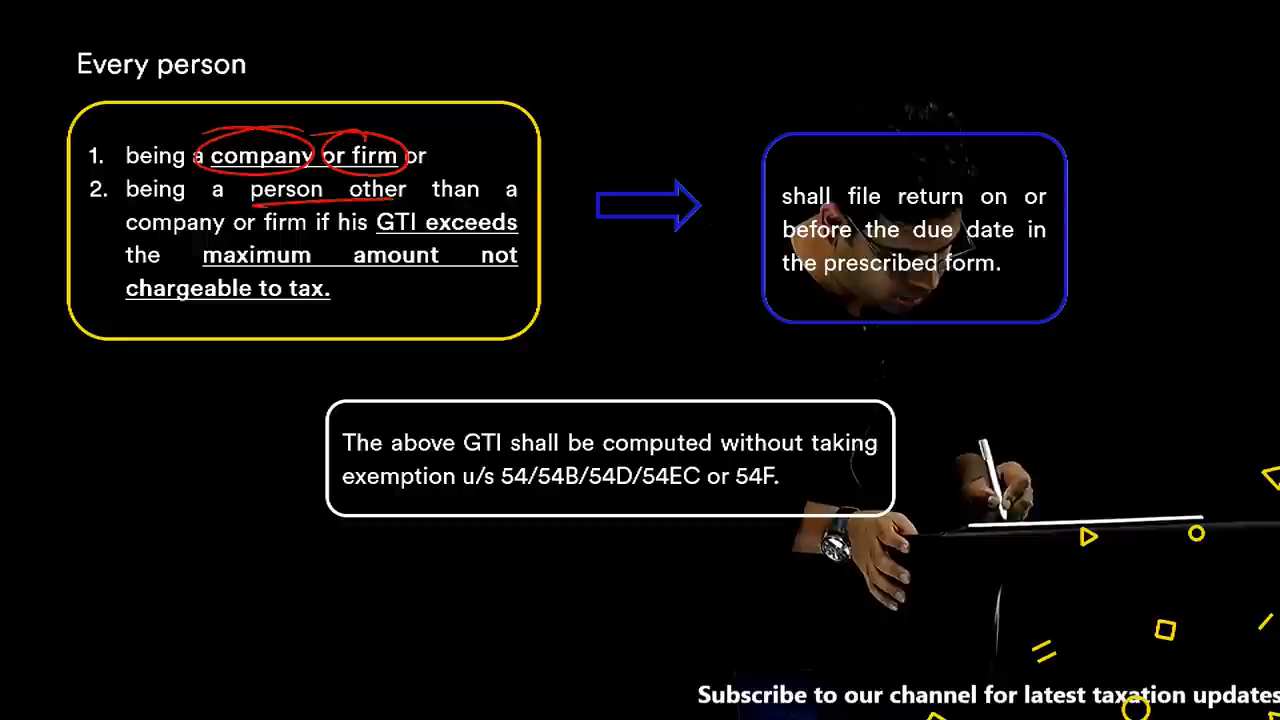 Every person
1. being a company or firm or
2. being a person other than a
company or firm if his GTI exceeds
the maximum amount not
chargeable to tax.
shall file return on or
before the due date in
the prescribed form.
The above GTI shall be computed without taking
exemption u/s 54/54B/54D/54EC or 54F.
Subscribe to our channel for latest taxation updates